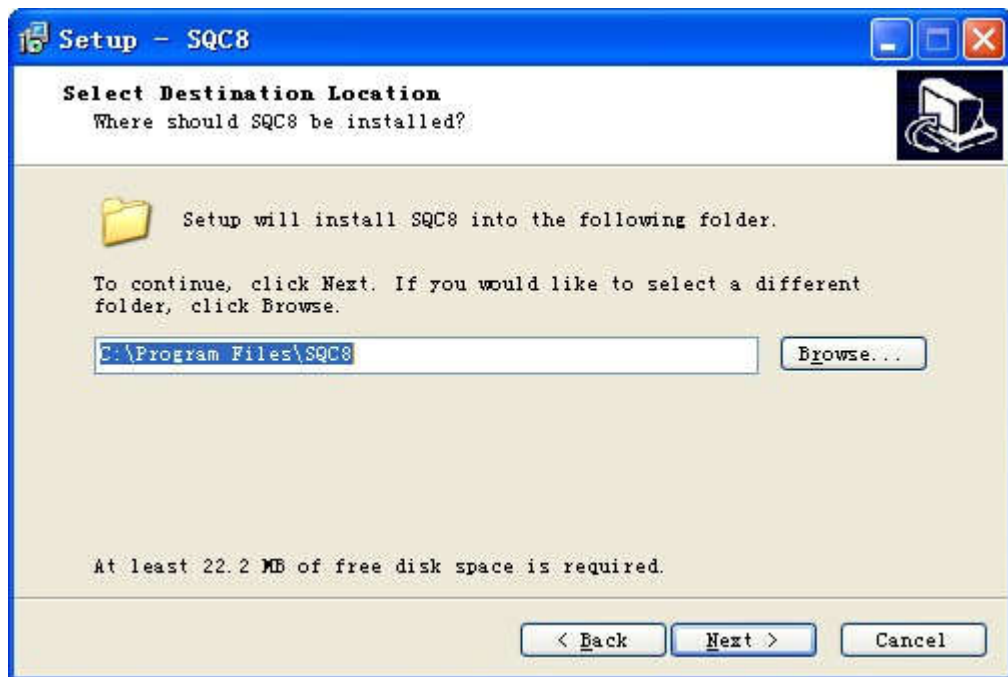 Setup - SQC8
Select Destination Location
Where should SQC8 be installed?
Setup will install SQC8 into the following folder.
To continue, click Next. If you would like to select a different
folder, click Browse.
C:\Program Files\SQC8
Browse...
At least 22.2 MB of free disk space is required.
< Back
Next >
Cancel